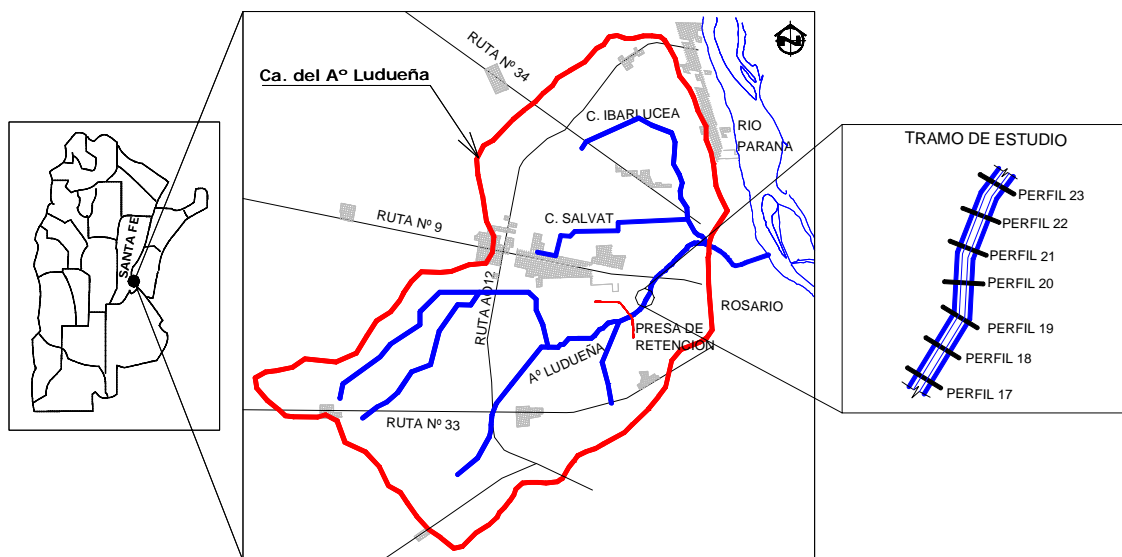 SANTA FE
Ca. del Aº Ludueña
RUTA Nº 34
C. IBARLUCEA
RIO
PARANA
C. SALVAT
RUTA Nº 9
RUTA AO12
ROSARIO
PRESA DE
RETENCION
Aº LUDUEÑA
RUTA Nº 33
TRAMO DE ESTUDIO
PERFIL 23
PERFIL 22
PERFIL 21
PERFIL 20
PERFIL 19
PERFIL 18
PERFIL 17